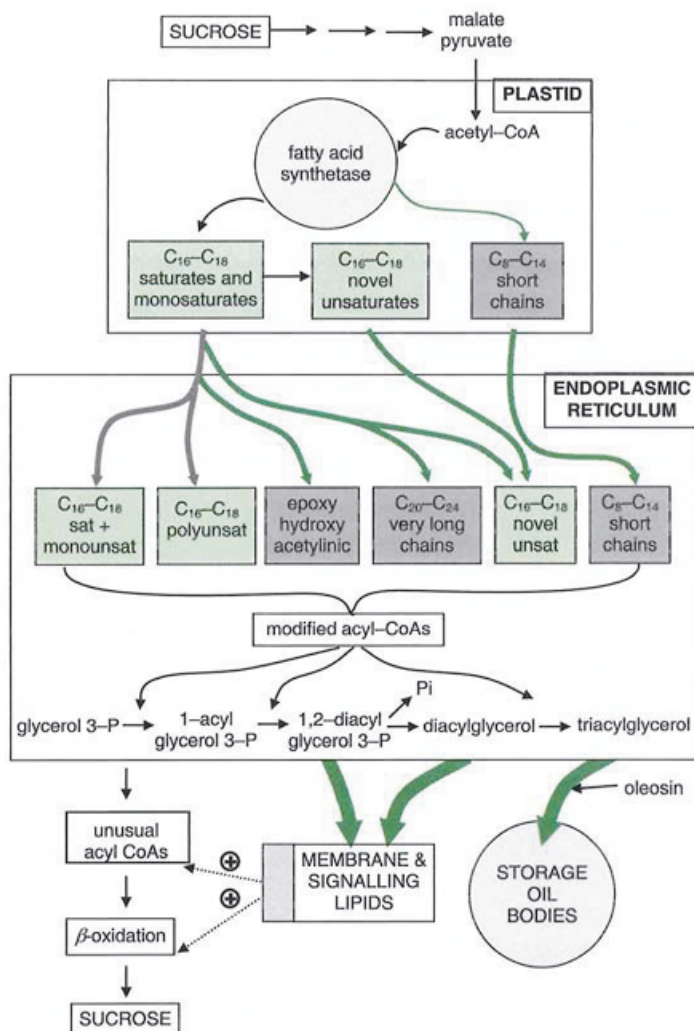 SUCROSE
malate
pyruvate
PLASTID
acetyl–CoA
fatty acid
synthetase
C₁₆–C₁₈
saturates and
monosaturates
C₁₆–C₁₈
novel
unsaturates
C₈–C₁₄
short
chains
ENDOPLASMIC
RETICULUM
C₁₆–C₁₈
sat +
monounsat
C₁₆–C₁₈
polyunsat
epoxy
hydroxy
acetylinic
C₂₀–C₂₄
very long
chains
C₁₆–C₁₈
novel
unsat
C₈–C₁₄
short
chains
modified acyl–CoAs
Pi
glycerol 3–P
1–acyl
glycerol 3–P
1,2–diacyl
glycerol 3–P
diacylglycerol
triacylglycerol
oleosin
unusual
acyl CoAs
⊕
⊕
MEMBRANE &
SIGNALLING
LIPIDS
STORAGE
OIL
BODIES
β-oxidation
SUCROSE